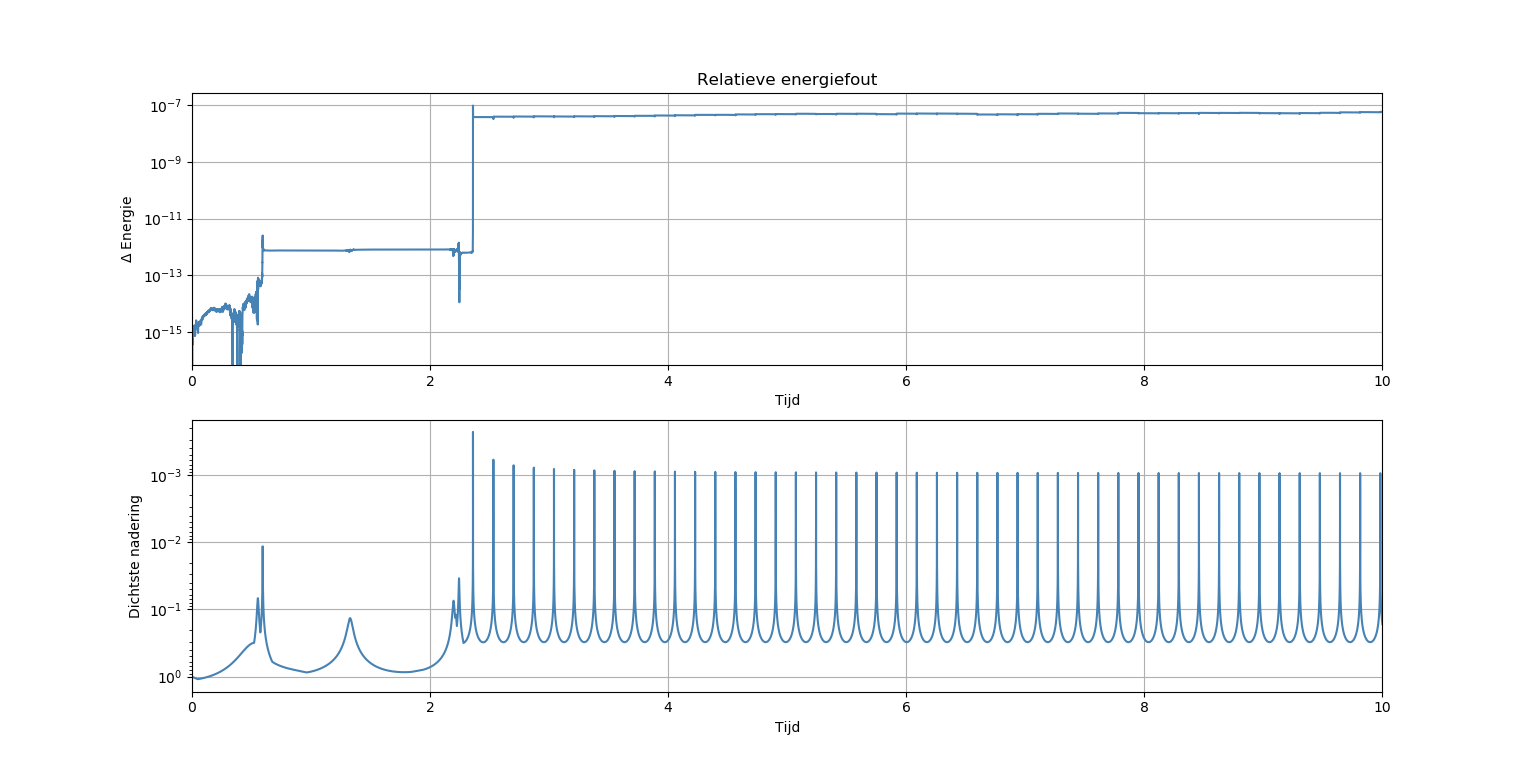 Relatieve energiefout
Δ Energie
10⁻⁷
10⁻⁹
10⁻¹¹
10⁻¹³
10⁻¹⁵
0 2 4 6 8 10
Tijd
Dichtste nadering
10⁻³
10⁻²
10⁻¹
10⁰
0 2 4 6 8 10
Tijd